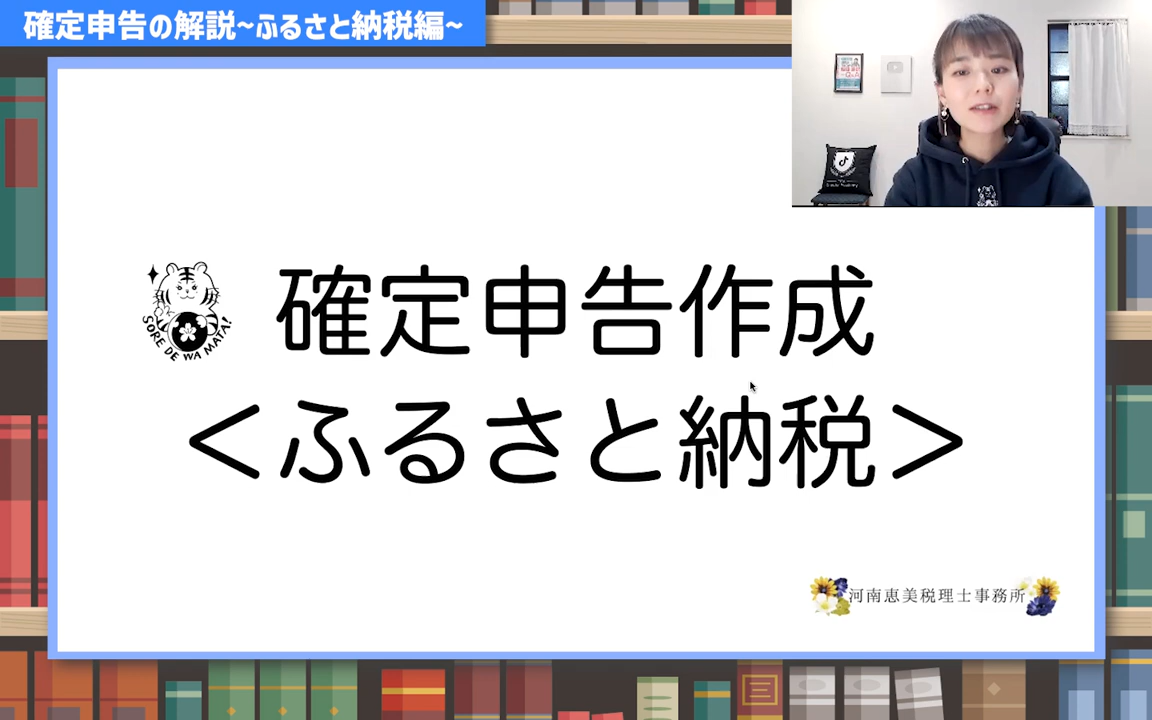 確定申告の解説~ふるさと納税編~
確定申告作成
<ふるさと納税>
SORE DE WA MATA!
河南恵美税理士事務所